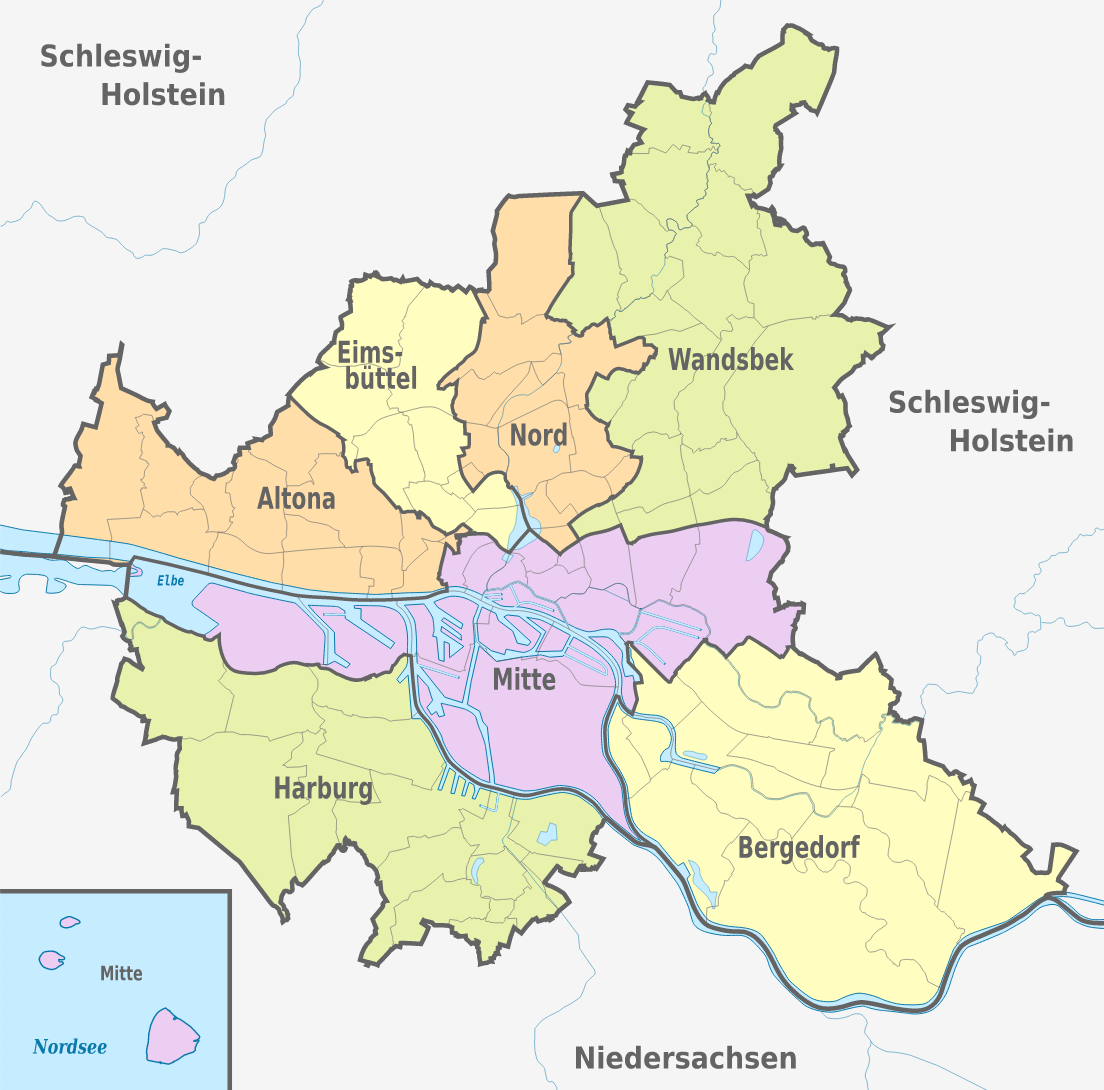 Schleswig-
Holstein
Eims-
büttel
Wandsbek
Schleswig-
Holstein
Nord
Altona
Elbe
Mitte
Harburg
Bergedorf
Mitte
Nordsee
Niedersachsen